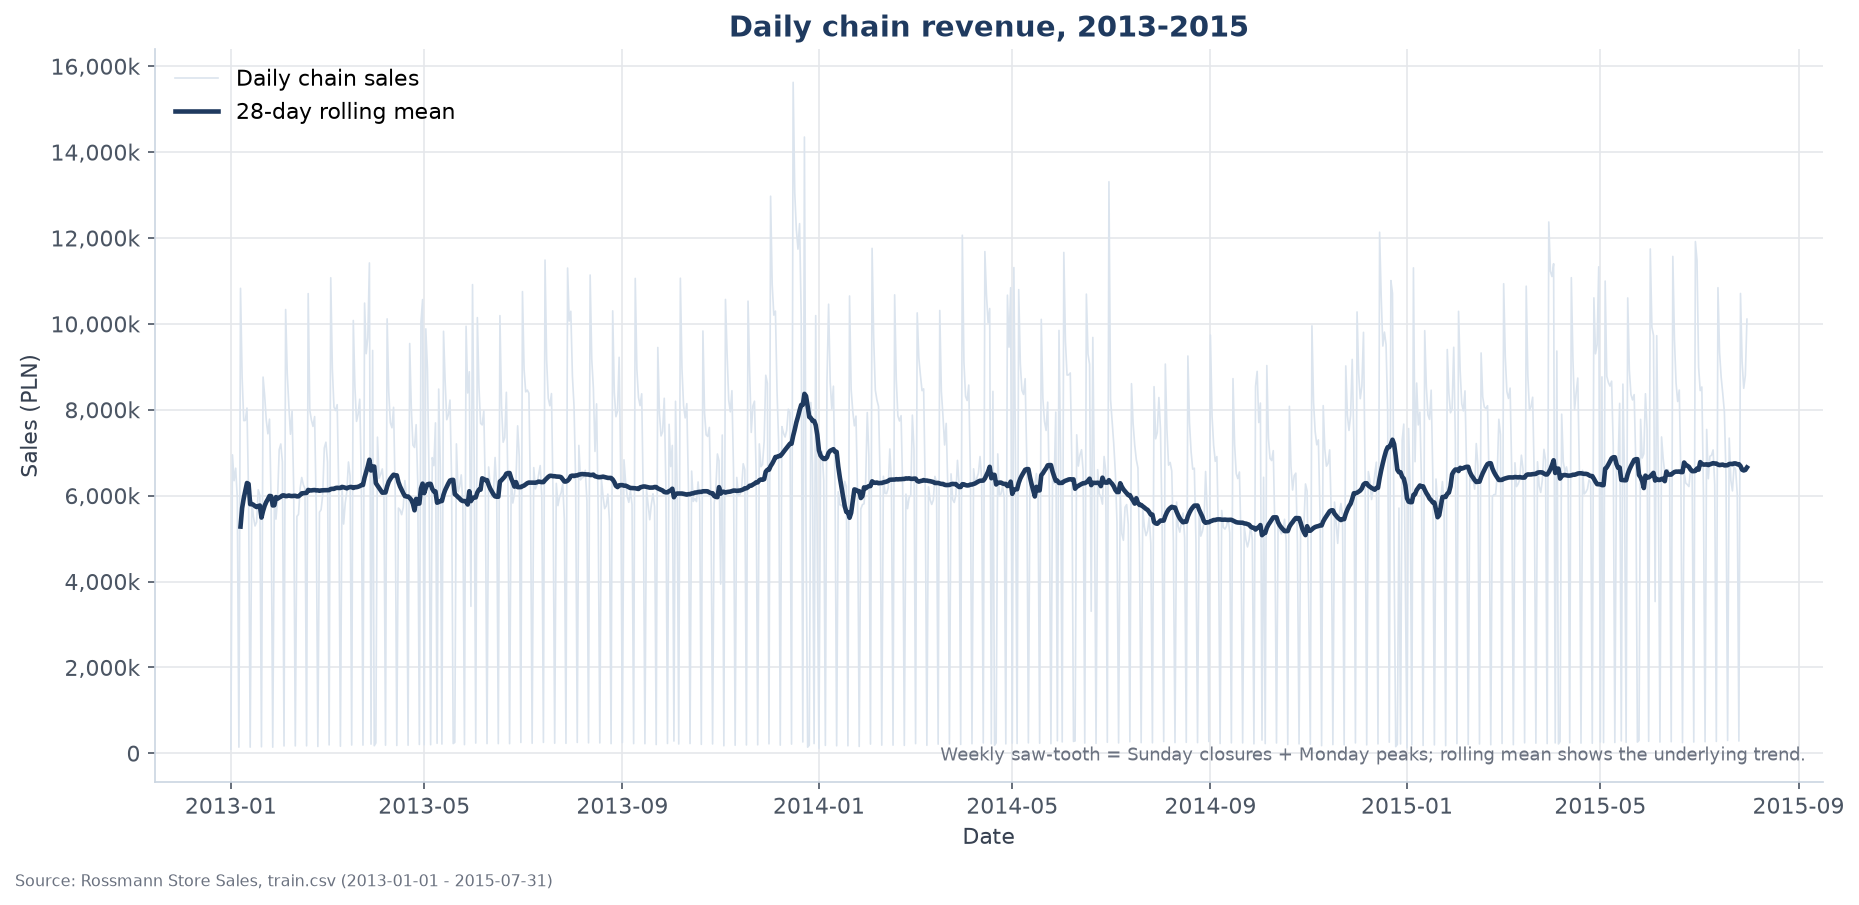 Daily chain revenue, 2013-2015
Daily chain sales
28-day rolling mean
16,000k
14,000k
12,000k
10,000k
8,000k
6,000k
4,000k
2,000k
0
Sales (PLN)
Weekly saw-tooth = Sunday closures + Monday peaks; rolling mean shows the underlying trend.
2013-01 2013-05 2013-09 2014-01 2014-05 2014-09 2015-01 2015-05 2015-09
Date
Source: Rossmann Store Sales, train.csv (2013-01-01 - 2015-07-31)